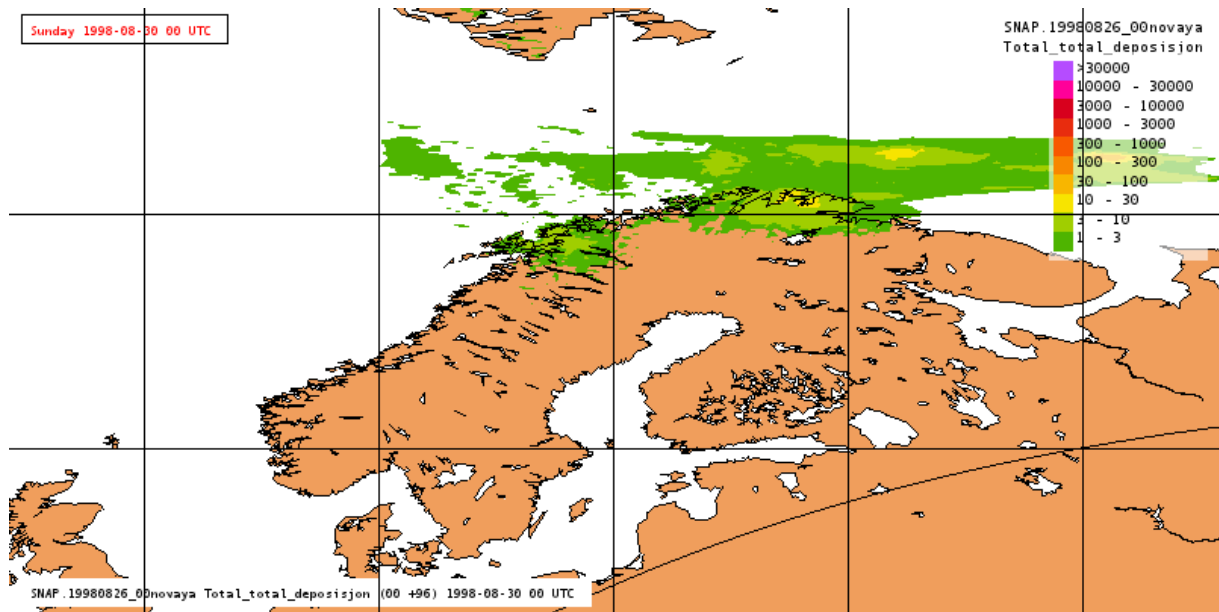 Sunday 1998-08-30 00 UTC
SNAP.19980826_00novaya
Total_total_deposisjon
>30000
10000 - 30000
3000 - 10000
1000 - 3000
300 - 1000
100 - 300
30 - 100
10 - 30
3 - 10
1 - 3
SNAP.19980826_00novaya Total_total_deposisjon (00 +96) 1998-08-30 00 UTC